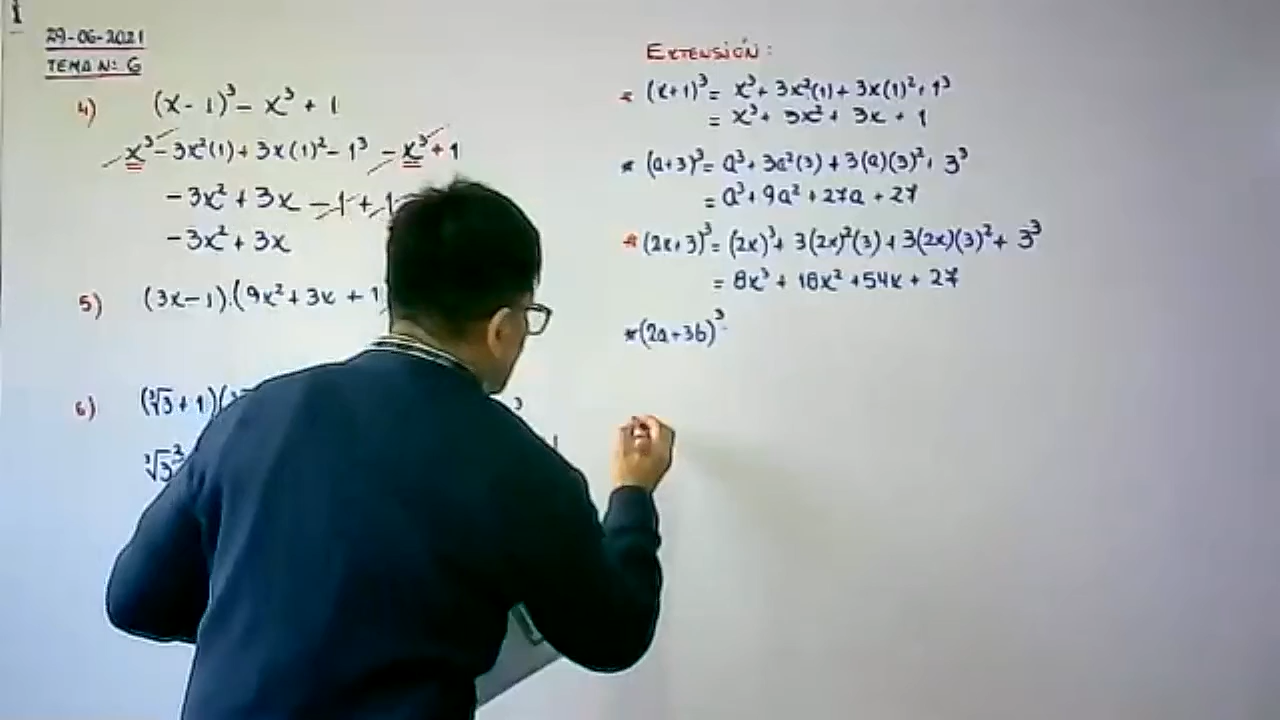 29-06-2021
TEMA N: 6
4) (x-1)³ - x³ + 1
x³ - 3x²(1) + 3x(1)² - 1³ - x³ + 1
-3x² + 3x - 1 + 1
-3x² + 3x
5) (3x-1).(9x² + 3x + 1
6) (∛3 + 1)(
∛3³
EXTENSIÓN:
* (x+1)³ = x³ + 3x²(1) + 3x(1)² + 1³
= x³ + 3x² + 3x + 1
* (a+3)³ = a³ + 3a²(3) + 3(a)(3)² + 3³
= a³ + 9a² + 27a + 27
* (2x+3)³ = (2x)³ + 3(2x)²(3) + 3(2x)(3)² + 3³
= 8x³ + 18x² + 54x + 27
* (2a+3b)³